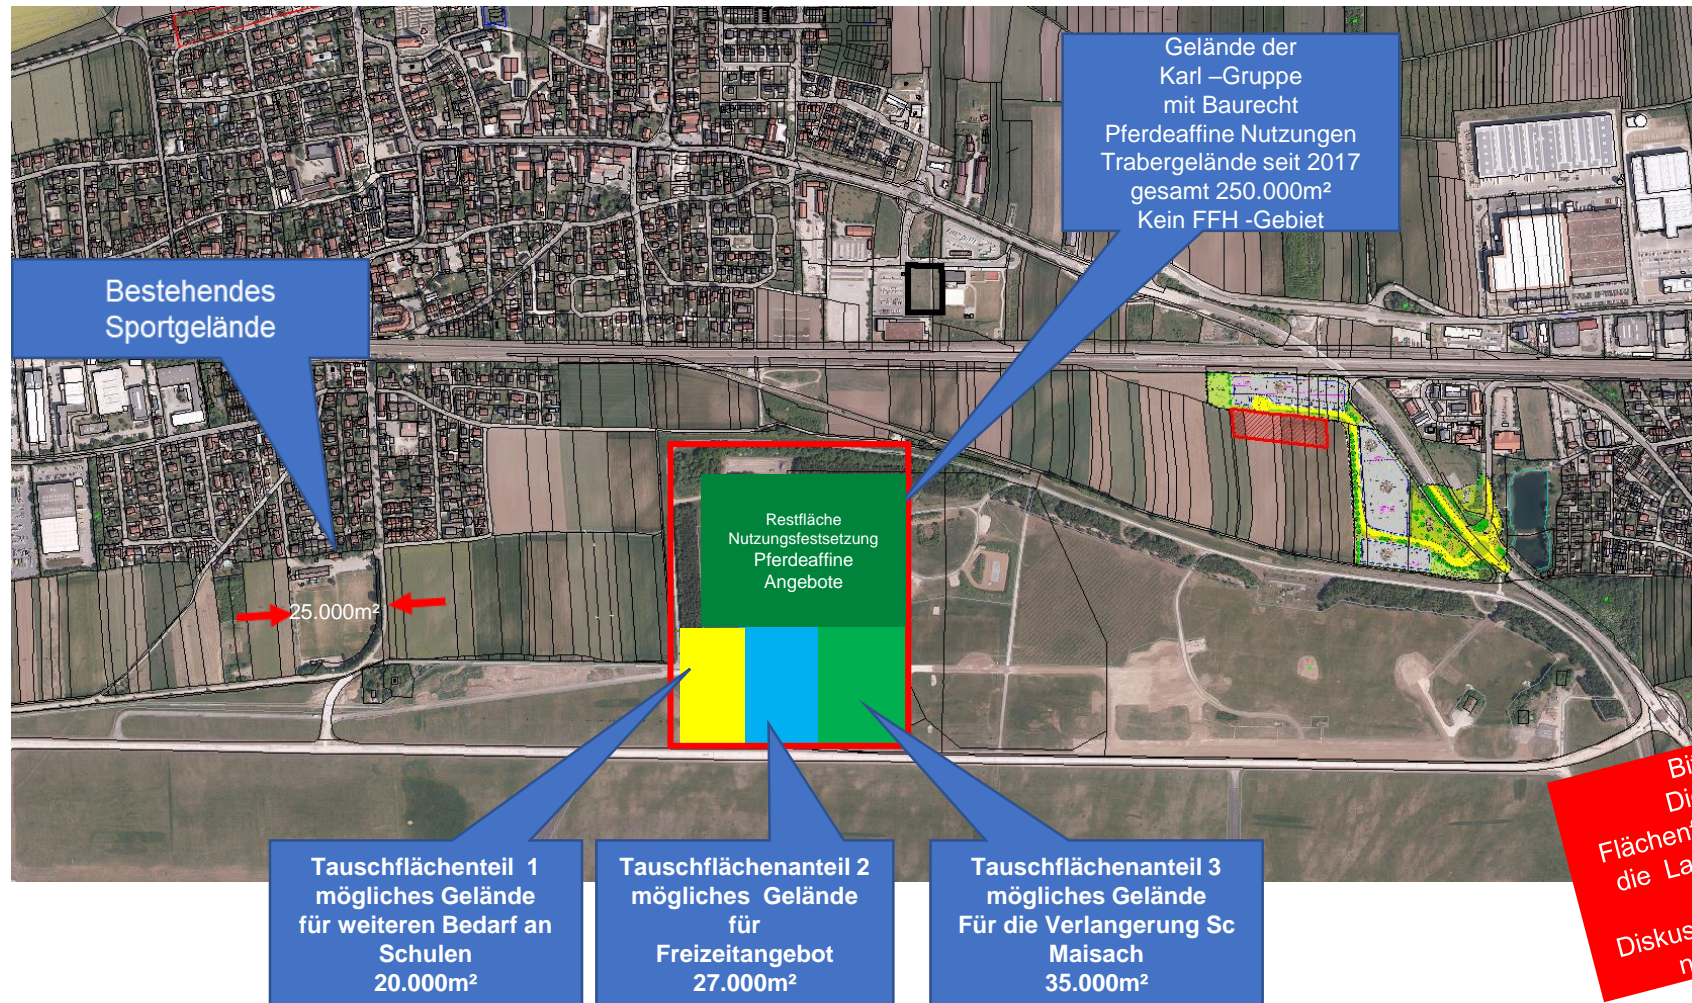 Gelände der
Karl –Gruppe
mit Baurecht
Pferdeaffine Nutzungen
Trabergelände seit 2017
gesamt 250.000m²
Kein FFH -Gebiet
Bestehendes
Sportgelände
Restfläche
Nutzungsfestsetzung
Pferdeaffine
Angebote
25.000m²
Tauschflächenteil 1
mögliches Gelände
für weiteren Bedarf an
Schulen
20.000m²
Tauschflächenanteil 2
mögliches Gelände
für
Freizeitangebot
27.000m²
Tauschflächenanteil 3
mögliches Gelände
Für die Verlangerung Sc
Maisach
35.000m²
die